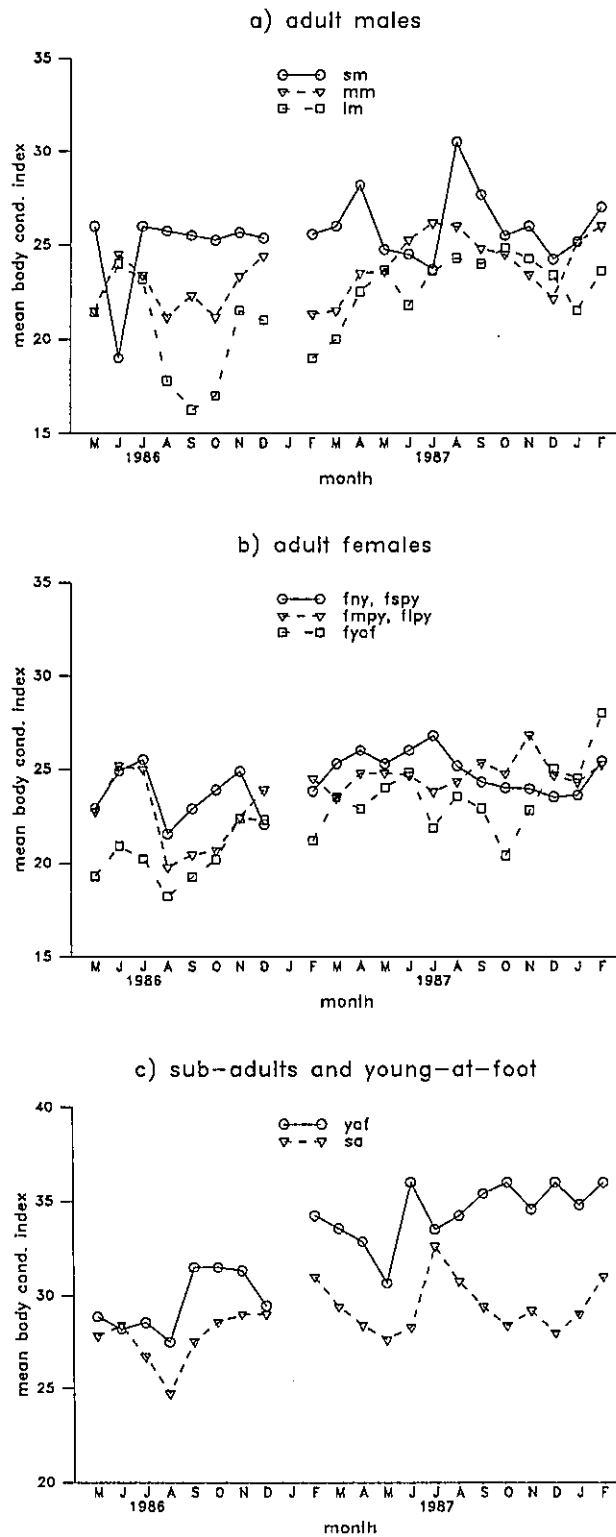 a) adult males
35
30
25
20
15
mean body cond. index
sm
mm
lm
M J J A S O N D J F M A M J J A S O N D J F
1986 1987
month
b) adult females
35
30
25
20
15
mean body cond. index
fny, fspy
fmpy, flpy
fyaf
M J J A S O N D J F M A M J J A S O N D J F
1986 1987
month
c) sub-adults and young-at-foot
40
35
30
25
20
mean body cond. index
yaf
sa
M J J A S O N D J F M A M J J A S O N D J F
1986 1987
month